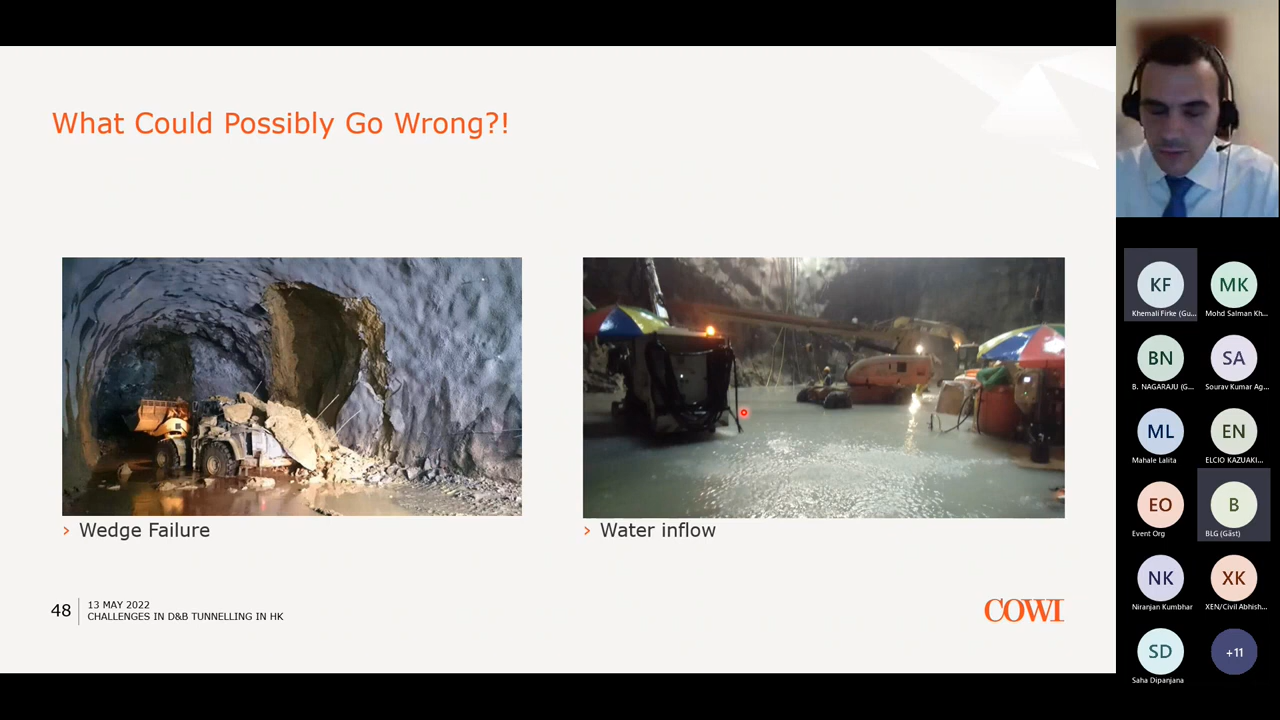 What Could Possibly Go Wrong?!
› Wedge Failure
› Water inflow
48
13 MAY 2022
CHALLENGES IN D&B TUNNELLING IN HK
COWI
KF
Khemali Firke (Gu...
MK
Mohd Salman Kh...
BN
B. NAGARAJU (G...
SA
Sourav Kumar Ag...
ML
Mahale Lalita
EN
ELCIO KAZUAKI...
EO
Event Org
B
BLG (Gäst)
NK
Niranjan Kumbhar
XK
XEN/Civil Abhish...
SD
Saha Dipanjana
+11